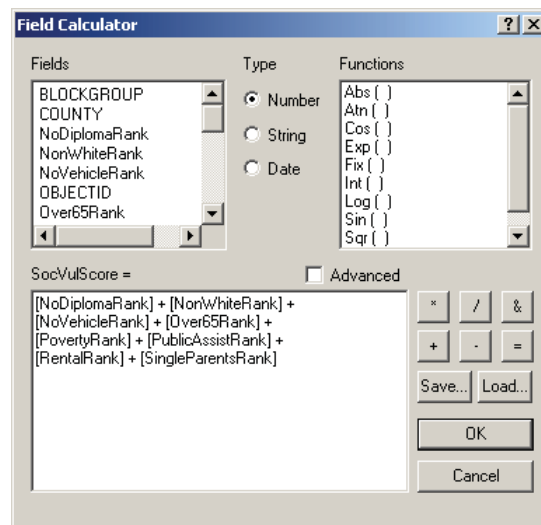 Field Calculator
? X
Fields
Type
Functions
BLOCKGROUP
COUNTY
NoDiplomaRank
NonWhiteRank
NoVehicleRank
OBJECTID
Over65Rank
Number
String
Date
Abs ( )
Atn ( )
Cos ( )
Exp ( )
Fix ( )
Int ( )
Log ( )
Sin ( )
Sqr ( )
SocVulScore =
Advanced
[NoDiplomaRank] + [NonWhiteRank] +
[NoVehicleRank] + [Over65Rank] +
[PovertyRank] + [PublicAssistRank] +
[RentalRank] + [SingleParentsRank]
* / &
+ - =
Save... Load...
OK
Cancel